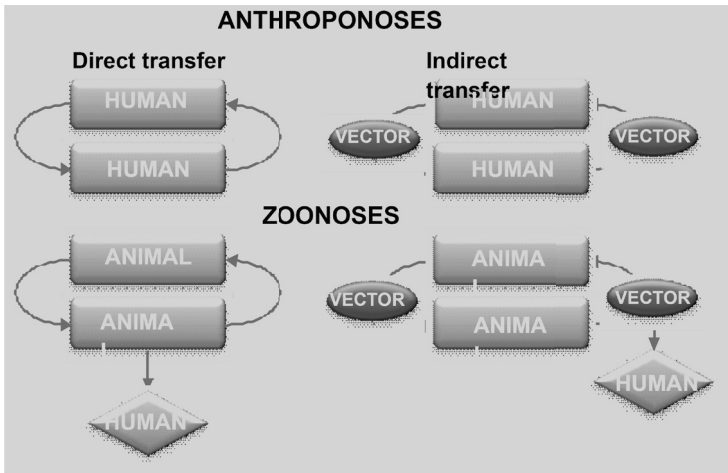 ANTHROPONOSES
Direct transfer
Indirect
transfer
HUMAN
HUMAN
VECTOR
VECTOR
HUMAN
HUMAN
ZOONOSES
ANIMAL
ANIMA
VECTOR
VECTOR
ANIMA
ANIMA
HUMAN
HUMAN